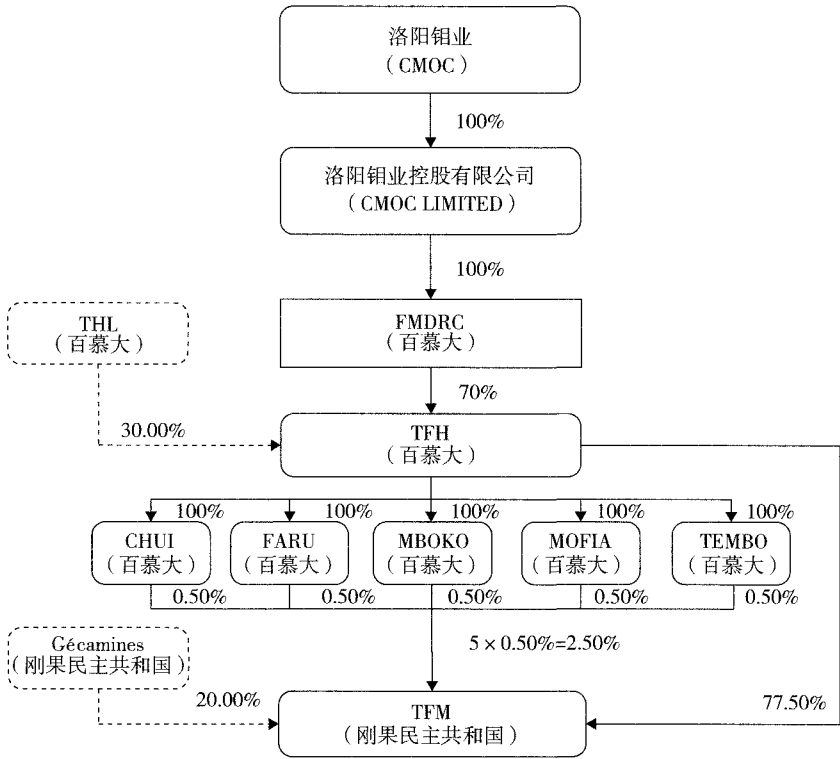 洛阳钼业
（CMOC）
100%
洛阳钼业控股有限公司
（CMOC LIMITED）
100%
THL
（百慕大）
FMDRC
（百慕大）
70%
30.00%
TFH
（百慕大）
100%
100%
100%
100%
100%
CHUI
（百慕大）
FARU
（百慕大）
MBOKO
（百慕大）
MOFIA
（百慕大）
TEMBO
（百慕大）
0.50%
0.50%
0.50%
0.50%
0.50%
Gécamines
（刚果民主共和国）
5 × 0.50%=2.50%
20.00%
77.50%
TFM
（刚果民主共和国）